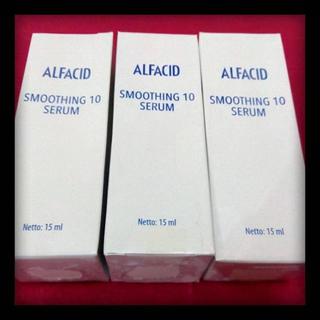 ALFACID
SMOOTHING 10
SERUM
Netto: 15 ml
ALFACID
SMOOTHING 10
SERUM
Netto: 15 ml
ALFACID
SMOOTHING 10
SERUM
Netto: 15 ml